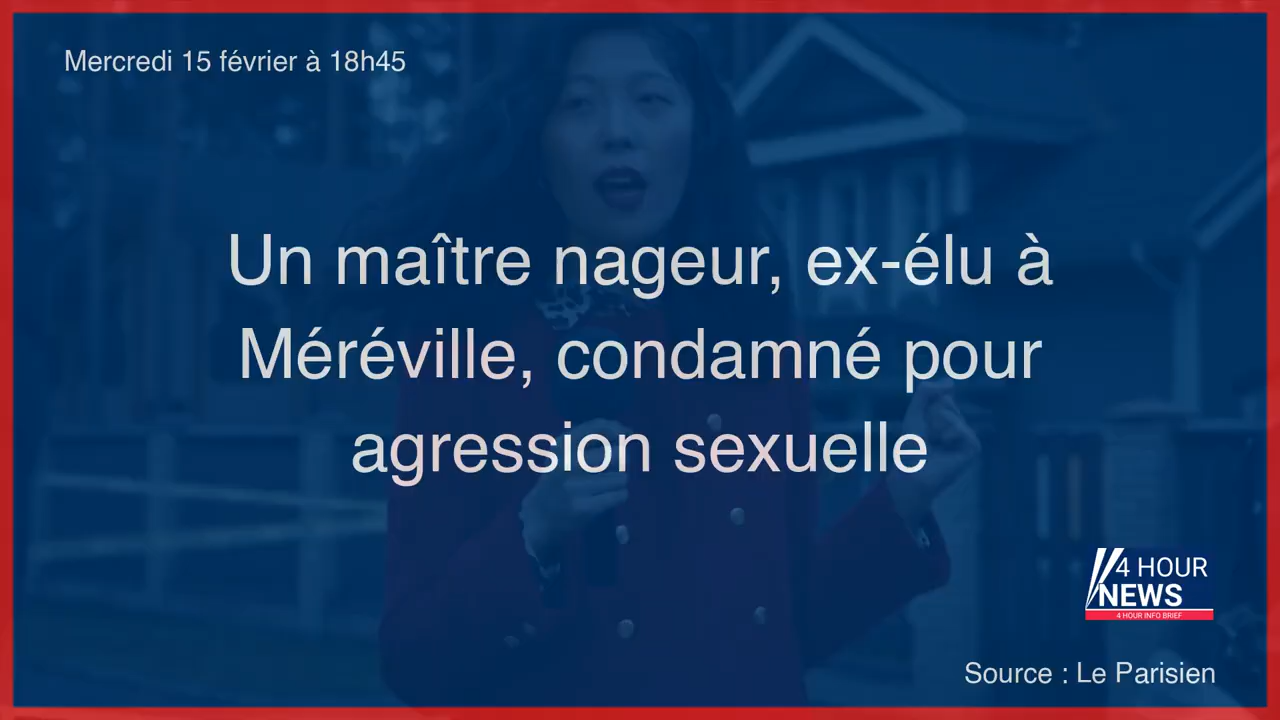 Mercredi 15 février à 18h45
Un maître nageur, ex-élu à
Méréville, condamné pour
agression sexuelle
4 HOUR
NEWS
4 HOUR INFO BRIEF
Source : Le Parisien